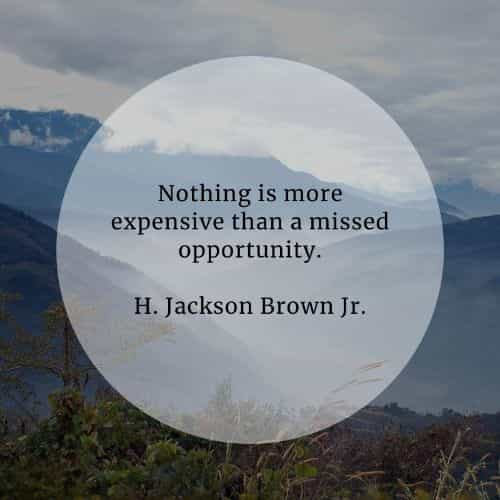 Nothing is more
expensive than a missed
opportunity.
H. Jackson Brown Jr.